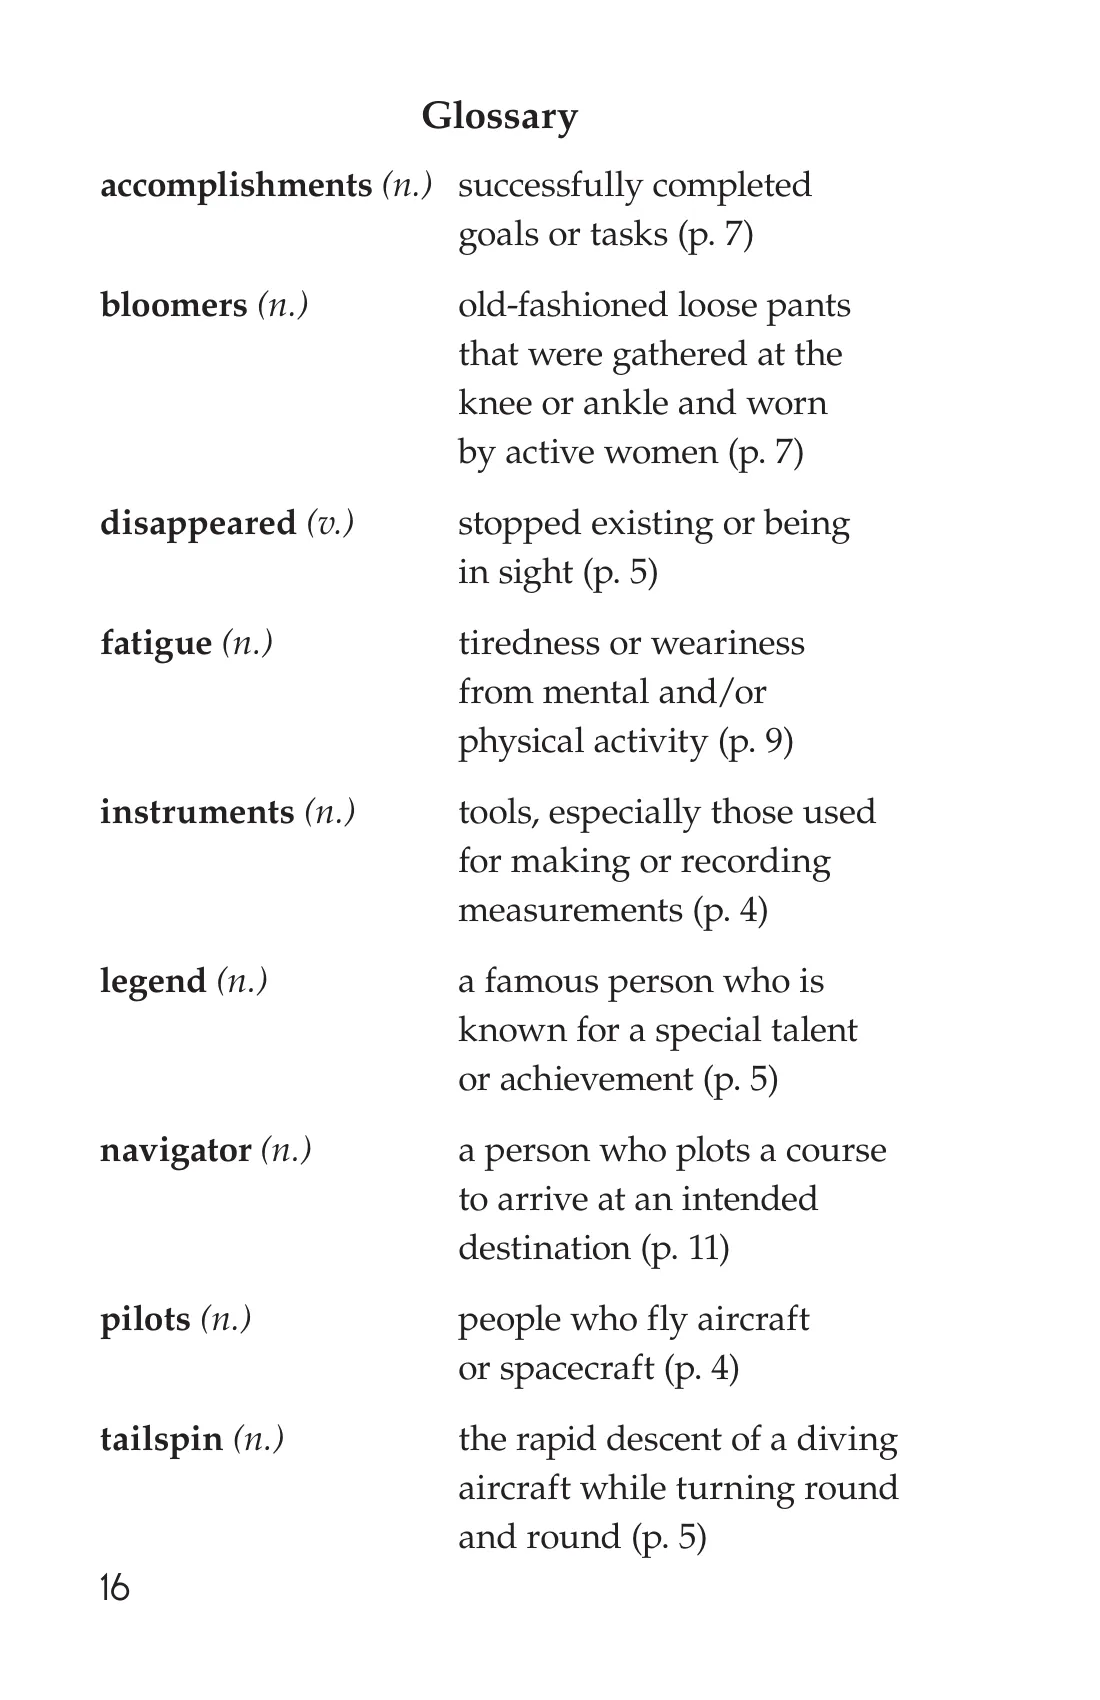 Glossary
accomplishments (n.) successfully completed
goals or tasks (p. 7)
bloomers (n.) old-fashioned loose pants
that were gathered at the
knee or ankle and worn
by active women (p. 7)
disappeared (v.) stopped existing or being
in sight (p. 5)
fatigue (n.) tiredness or weariness
from mental and/or
physical activity (p. 9)
instruments (n.) tools, especially those used
for making or recording
measurements (p. 4)
legend (n.) a famous person who is
known for a special talent
or achievement (p. 5)
navigator (n.) a person who plots a course
to arrive at an intended
destination (p. 11)
pilots (n.) people who fly aircraft
or spacecraft (p. 4)
tailspin (n.) the rapid descent of a diving
aircraft while turning round
and round (p. 5)
16